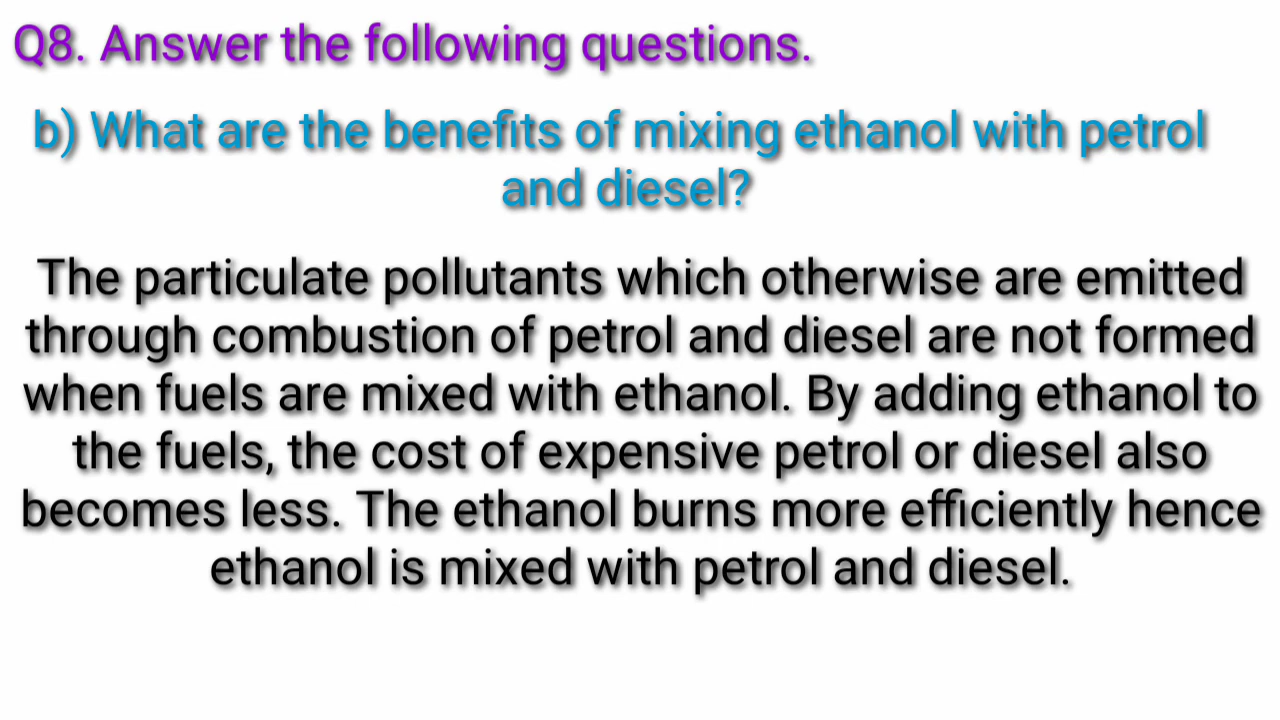 Q8. Answer the following questions.
b) What are the benefits of mixing ethanol with petrol
and diesel?
The particulate pollutants which otherwise are emitted
through combustion of petrol and diesel are not formed
when fuels are mixed with ethanol. By adding ethanol to
the fuels, the cost of expensive petrol or diesel also
becomes less. The ethanol burns more efficiently hence
ethanol is mixed with petrol and diesel.